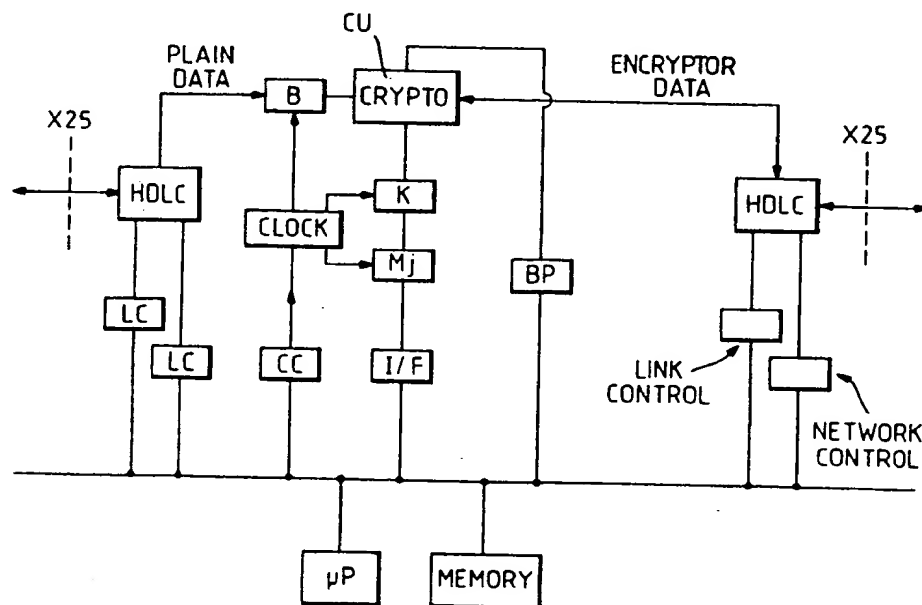 CU
PLAIN
DATA
B
CRYPTO
ENCRYPTOR
DATA
X25
X25
HDLC
K
HDLC
CLOCK
Mj
BP
LC
LC
CC
I/F
LINK
CONTROL
NETWORK
CONTROL
μP
MEMORY